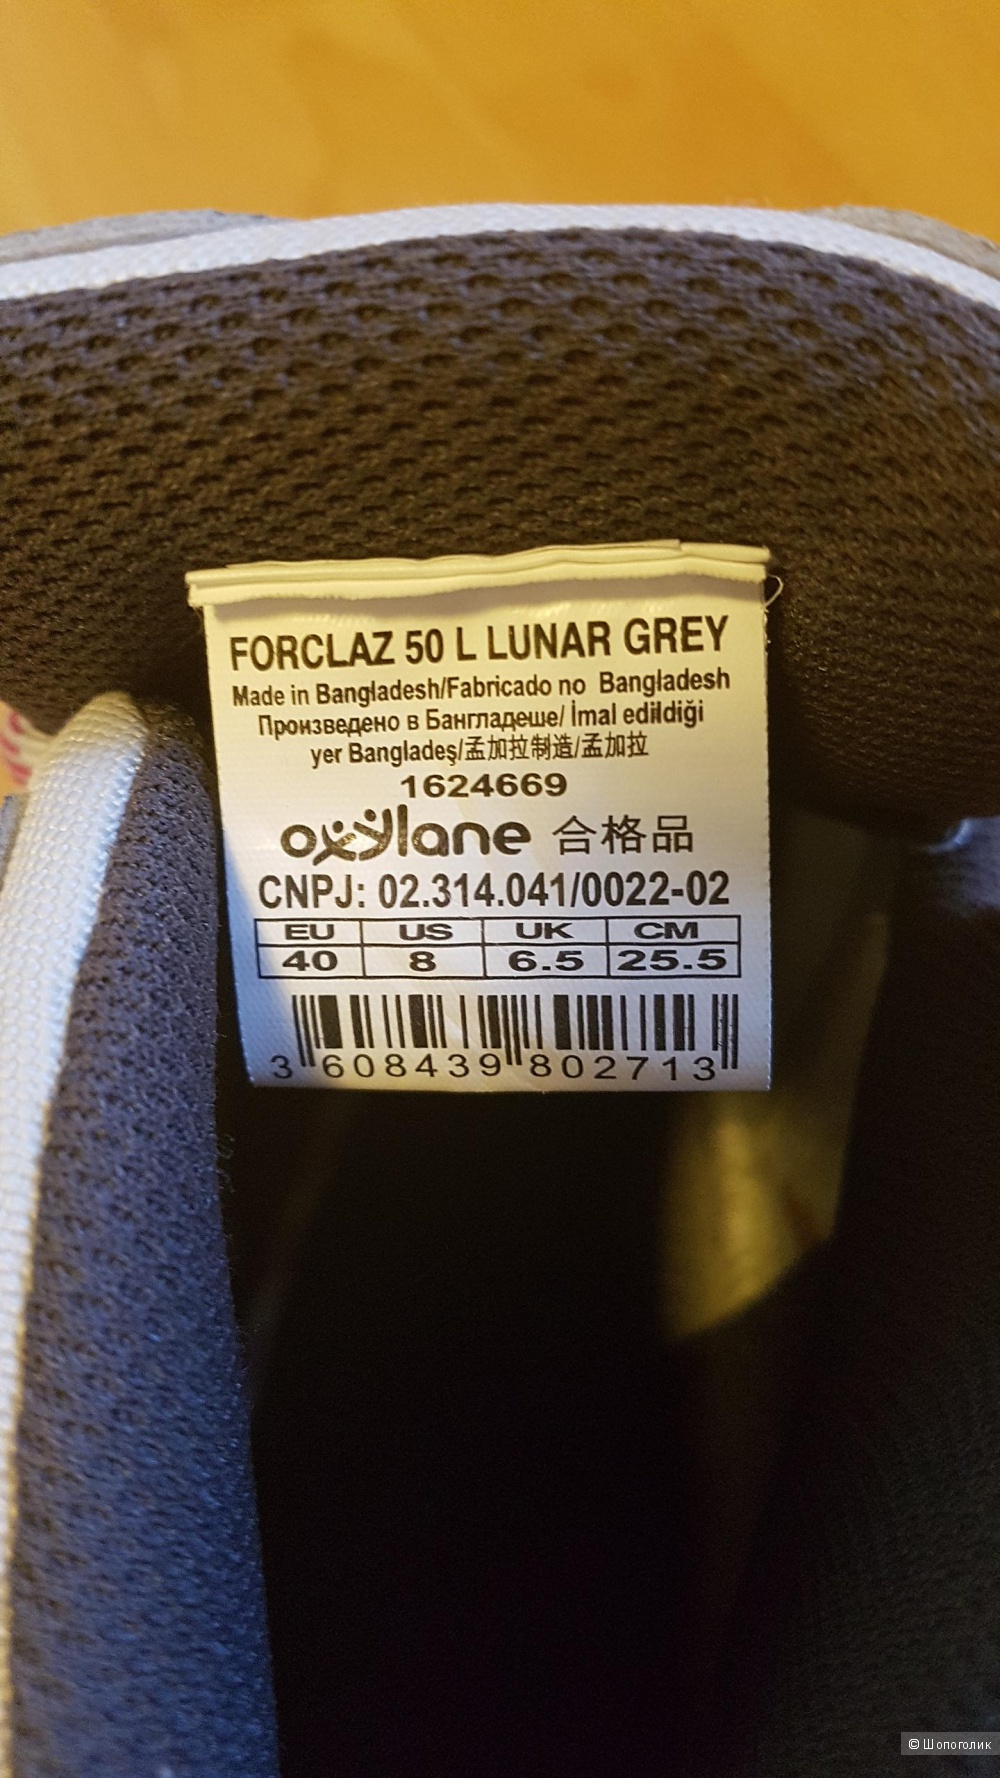 FORCLAZ 50 L LUNAR GREY
Made in Bangladesh/Fabricado no Bangladesh
Произведено в Бангладеше/ İmal edildiği
yer Bangladeş/孟加拉制造/孟加拉
1624669
oxylane 合格品
CNPJ: 02.314.041/0022-02
EU US UK CM
40 8 6.5 25.5
3 608439 802713
© Шопоголик